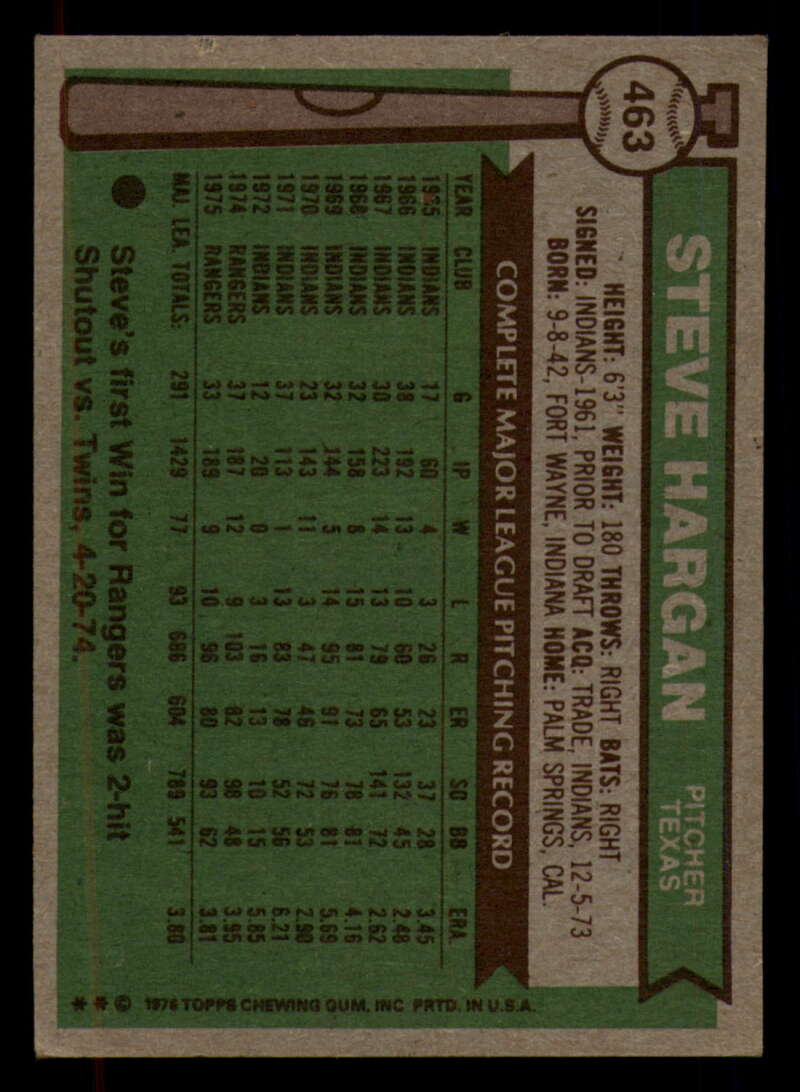 463
STEVE HARGAN
PITCHER
TEXAS
HEIGHT: 6'3" WEIGHT: 180 THROWS: RIGHT BATS: RIGHT
SIGNED: INDIANS-1961, PRIOR TO DRAFT ACQ: TRADE, INDIANS, 12-5-73
BORN: 9-8-42, FORT WAYNE, INDIANA HOME: PALM SPRINGS, CAL.
COMPLETE MAJOR LEAGUE PITCHING RECORD
YEAR CLUB G IP W L R ER SO BB ERA
1965 INDIANS 17 60 4 3 26 23 37 28 3.45
1966 INDIANS 38 192 13 10 60 53 132 45 2.48
1967 INDIANS 30 223 14 13 79 65 141 72 2.62
1968 INDIANS 32 158 8 15 81 73 78 81 4.16
1969 INDIANS 32 144 5 14 95 91 76 81 5.69
1970 INDIANS 23 143 11 3 47 46 72 53 2.90
1971 INDIANS 37 113 1 13 83 78 52 56 6.21
1972 INDIANS 12 20 0 3 16 13 10 15 5.85
1974 RANGERS 37 187 12 9 103 82 98 48 3.95
1975 RANGERS 33 189 9 10 96 80 93 62 3.81
MAJ. LEA. TOTALS: 291 1429 77 93 686 604 789 541 3.80
Steve's first Win for Rangers was 2-hit
Shutout vs. Twins, 4-20-74.
** © 1976 TOPPS CHEWING GUM, INC PRTD. IN U.S.A.